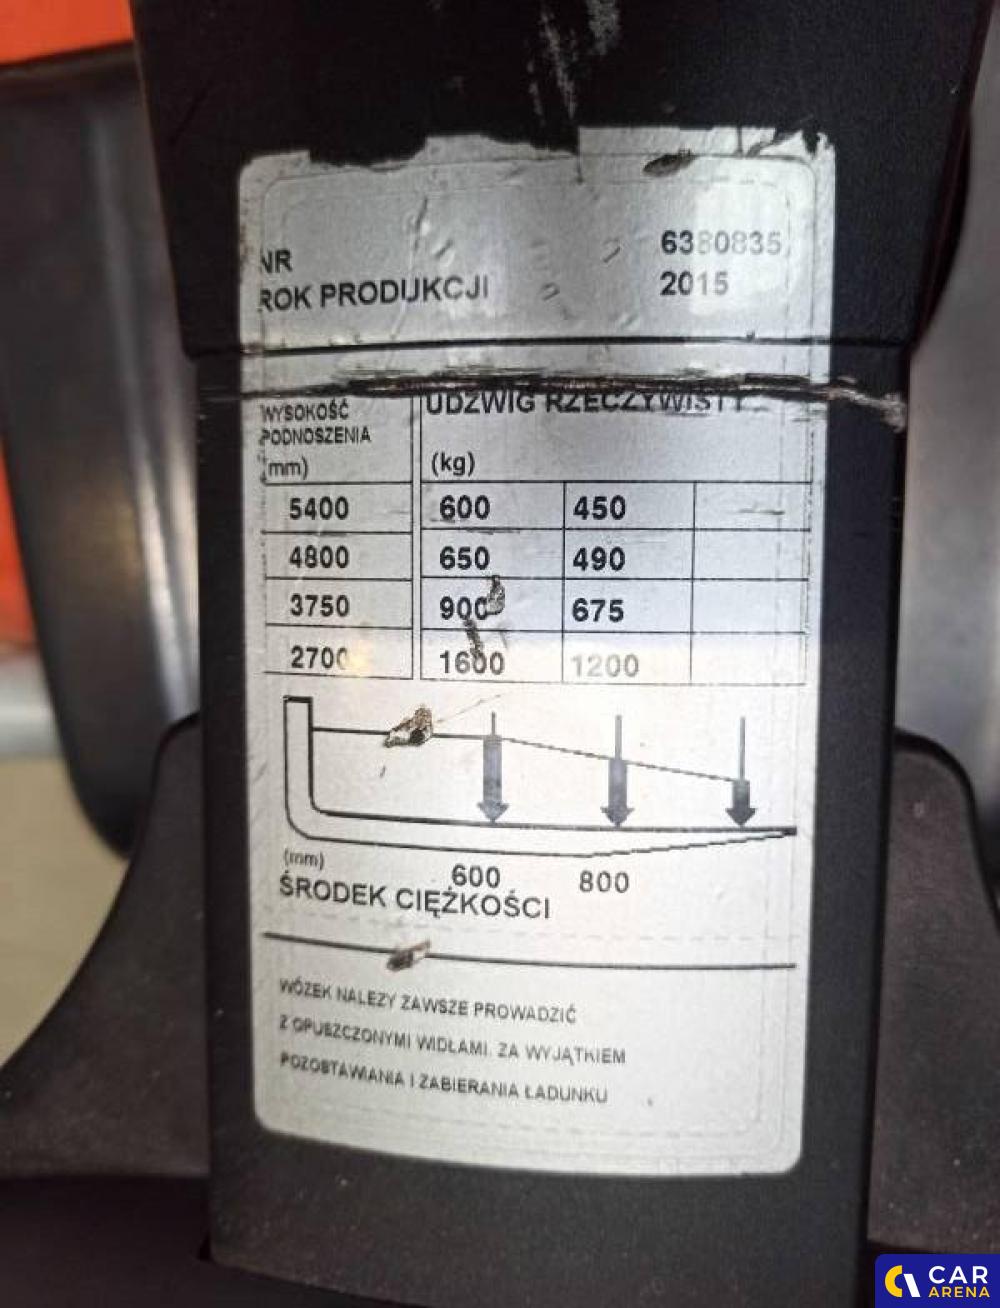 NR 6380835
ROK PRODUKCJI 2015
WYSOKOŚĆ
PODNOSZENIA
(mm)
UDZWIG RZECZYWISTY
(kg)
5400 600 450
4800 650 490
3750 900 675
2700 1600 1200
(mm) 600 800
ŚRODEK CIĘŻKOŚCI
WÓZEK NALEZY ZAWSZE PROWADZIĆ
Z OPUSZCZONYMI WIDŁAMI. ZA WYJĄTKIEM
POZOSTAWIANIA I ZABIERANIA ŁADUNKU
CAR
ARENA